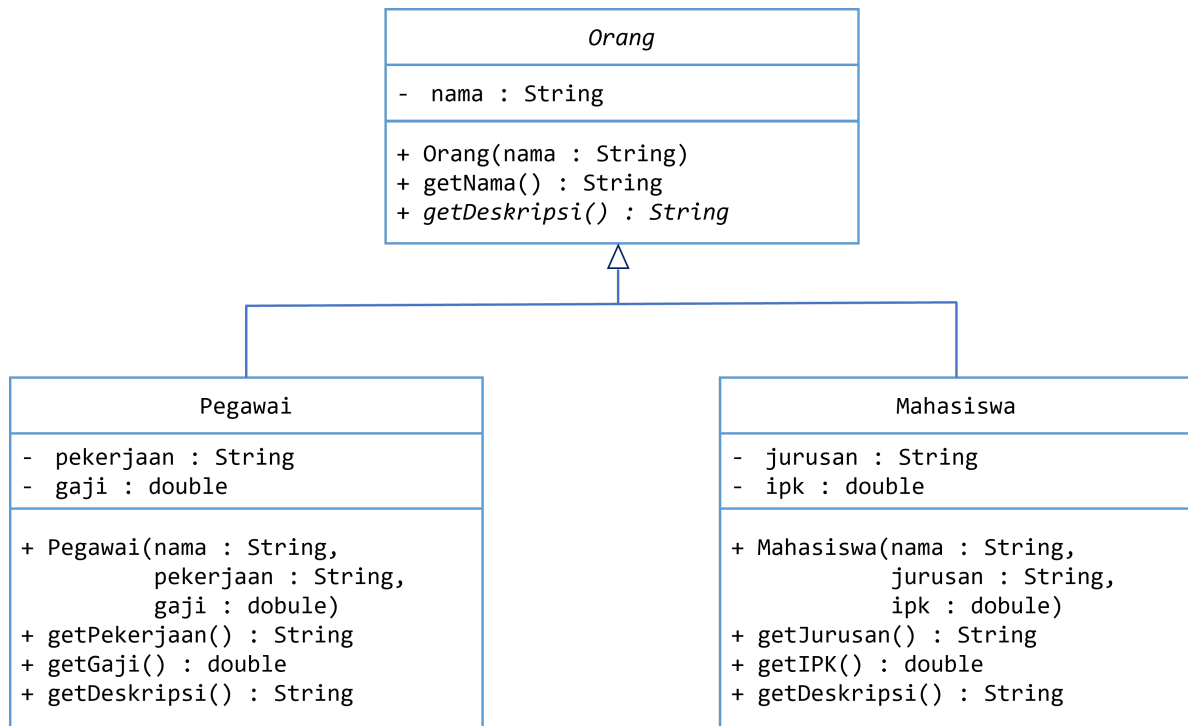 Orang
- nama : String
+ Orang(nama : String)
+ getNama() : String
+ getDeskripsi() : String
Pegawai
- pekerjaan : String
- gaji : double
+ Pegawai(nama : String,
pekerjaan : String,
gaji : dobule)
+ getPekerjaan() : String
+ getGaji() : double
+ getDeskripsi() : String
Mahasiswa
- jurusan : String
- ipk : double
+ Mahasiswa(nama : String,
jurusan : String,
ipk : dobule)
+ getJurusan() : String
+ getIPK() : double
+ getDeskripsi() : String